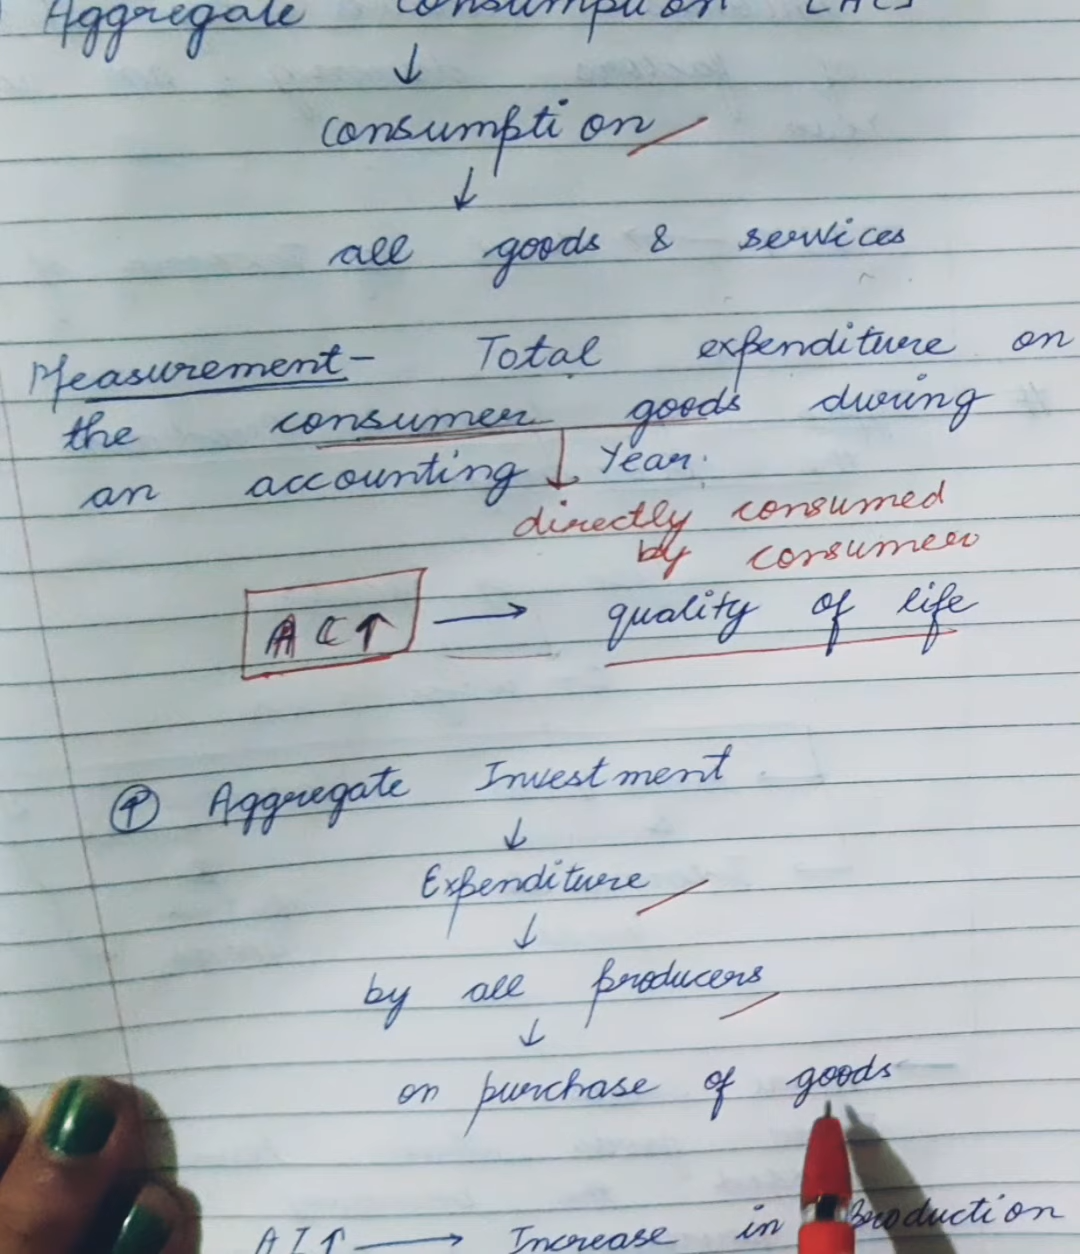 Aggregate Consumption [AC]
↓
Consumption
↓
all goods & services
Measurement- Total expenditure on
the consumer goods during
an accounting Year.
↓ directly consumed
by consumer
AC↑ → quality of life
Aggregate Investment
↓
Expenditure
↓
by all producers
↓
on purchase of goods
AI↑ → Increase in Production